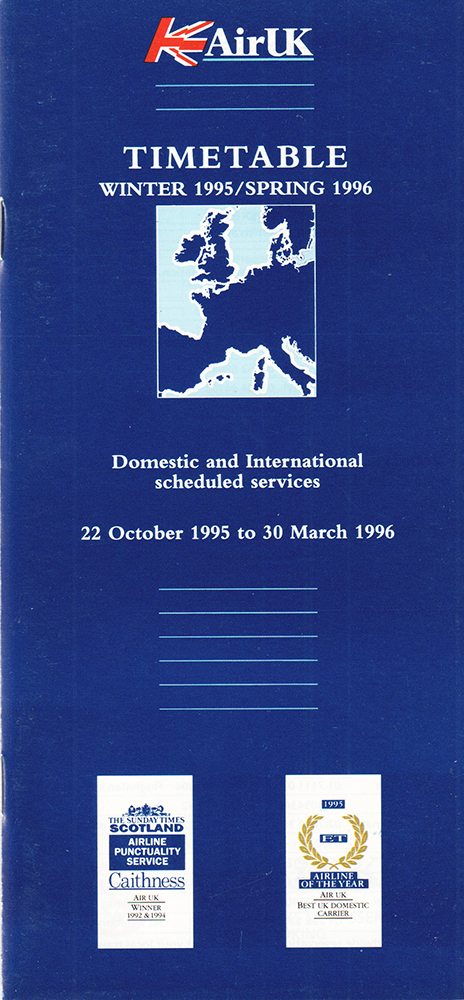 AirUK
TIMETABLE
WINTER 1995/SPRING 1996
Domestic and International
scheduled services
22 October 1995 to 30 March 1996
THE SUNDAY TIMES
SCOTLAND
AIRLINE
PUNCTUALITY
SERVICE
Caithness
AIR UK
WINNER
1992 & 1994
1995
ET
AIRLINE
OF THE YEAR
AIR UK
BEST UK DOMESTIC
CARRIER